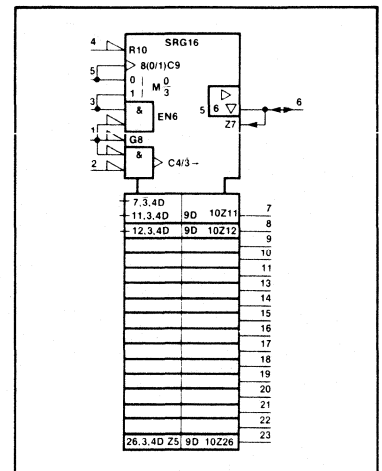 SRG16
4 R10
8(0/1)C9
5 0 M 0/3
1
3 &
EN6
5 6 ▽ 6
Z7
1 G8
&
2 C4/3→
7,3,4D
11,3,4D 9D 10Z11 7
12,3,4D 9D 10Z12 8
9
10
11
13
14
15
16
17
18
19
20
21
22
26,3,4D Z5 9D 10Z26 23